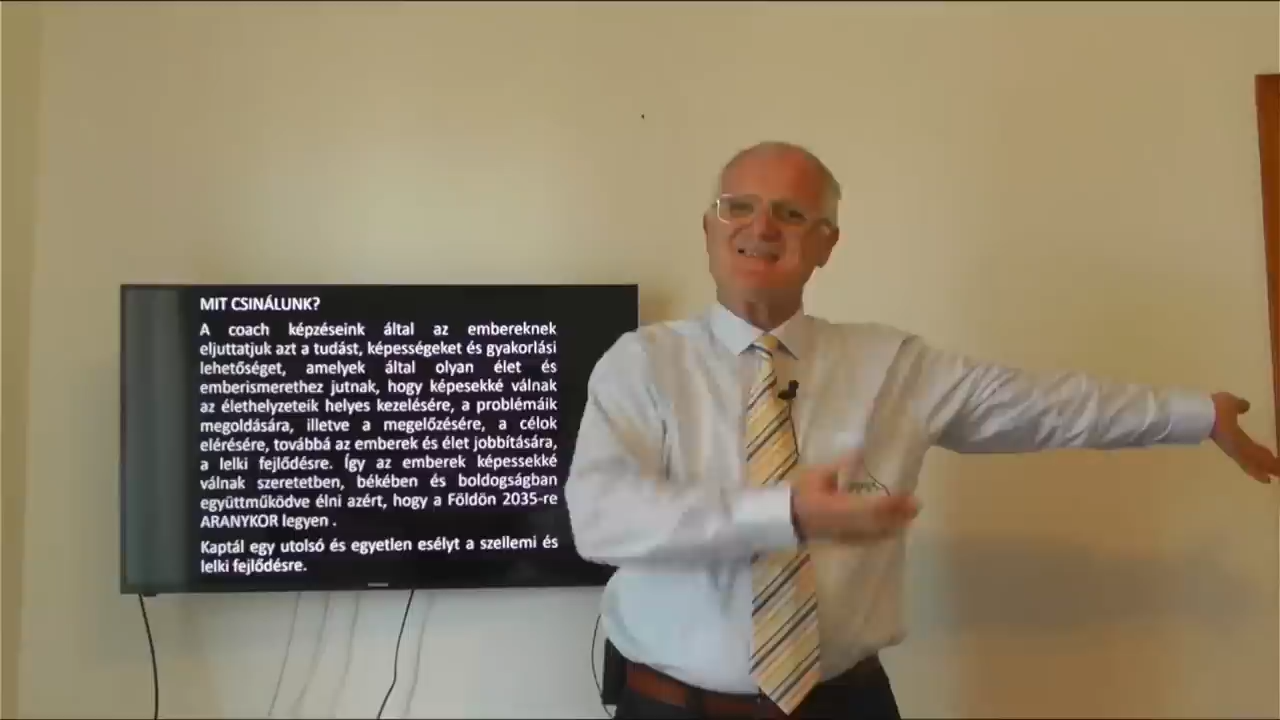 MIT CSINÁLUNK?
A coach képzéseink által az embereknek
eljuttatjuk azt a tudást, képességeket és gyakorlási
lehetőséget, amelyek által olyan élet és
emberismerethez jutnak, hogy képesekké válnak
az élethelyzeteik helyes kezelésére, a problémáik
megoldására, illetve a megelőzésére, a célok
elérésére, továbbá az emberek és élet jobbítására,
a lelki fejlődésre. Így az emberek képessekké
válnak szeretetben, békében és boldogságban
együttműködve élni azért, hogy a Földön 2035-re
ARANYKOR legyen .
Kaptál egy utolsó és egyetlen esélyt a szellemi és
lelki fejlődésre.